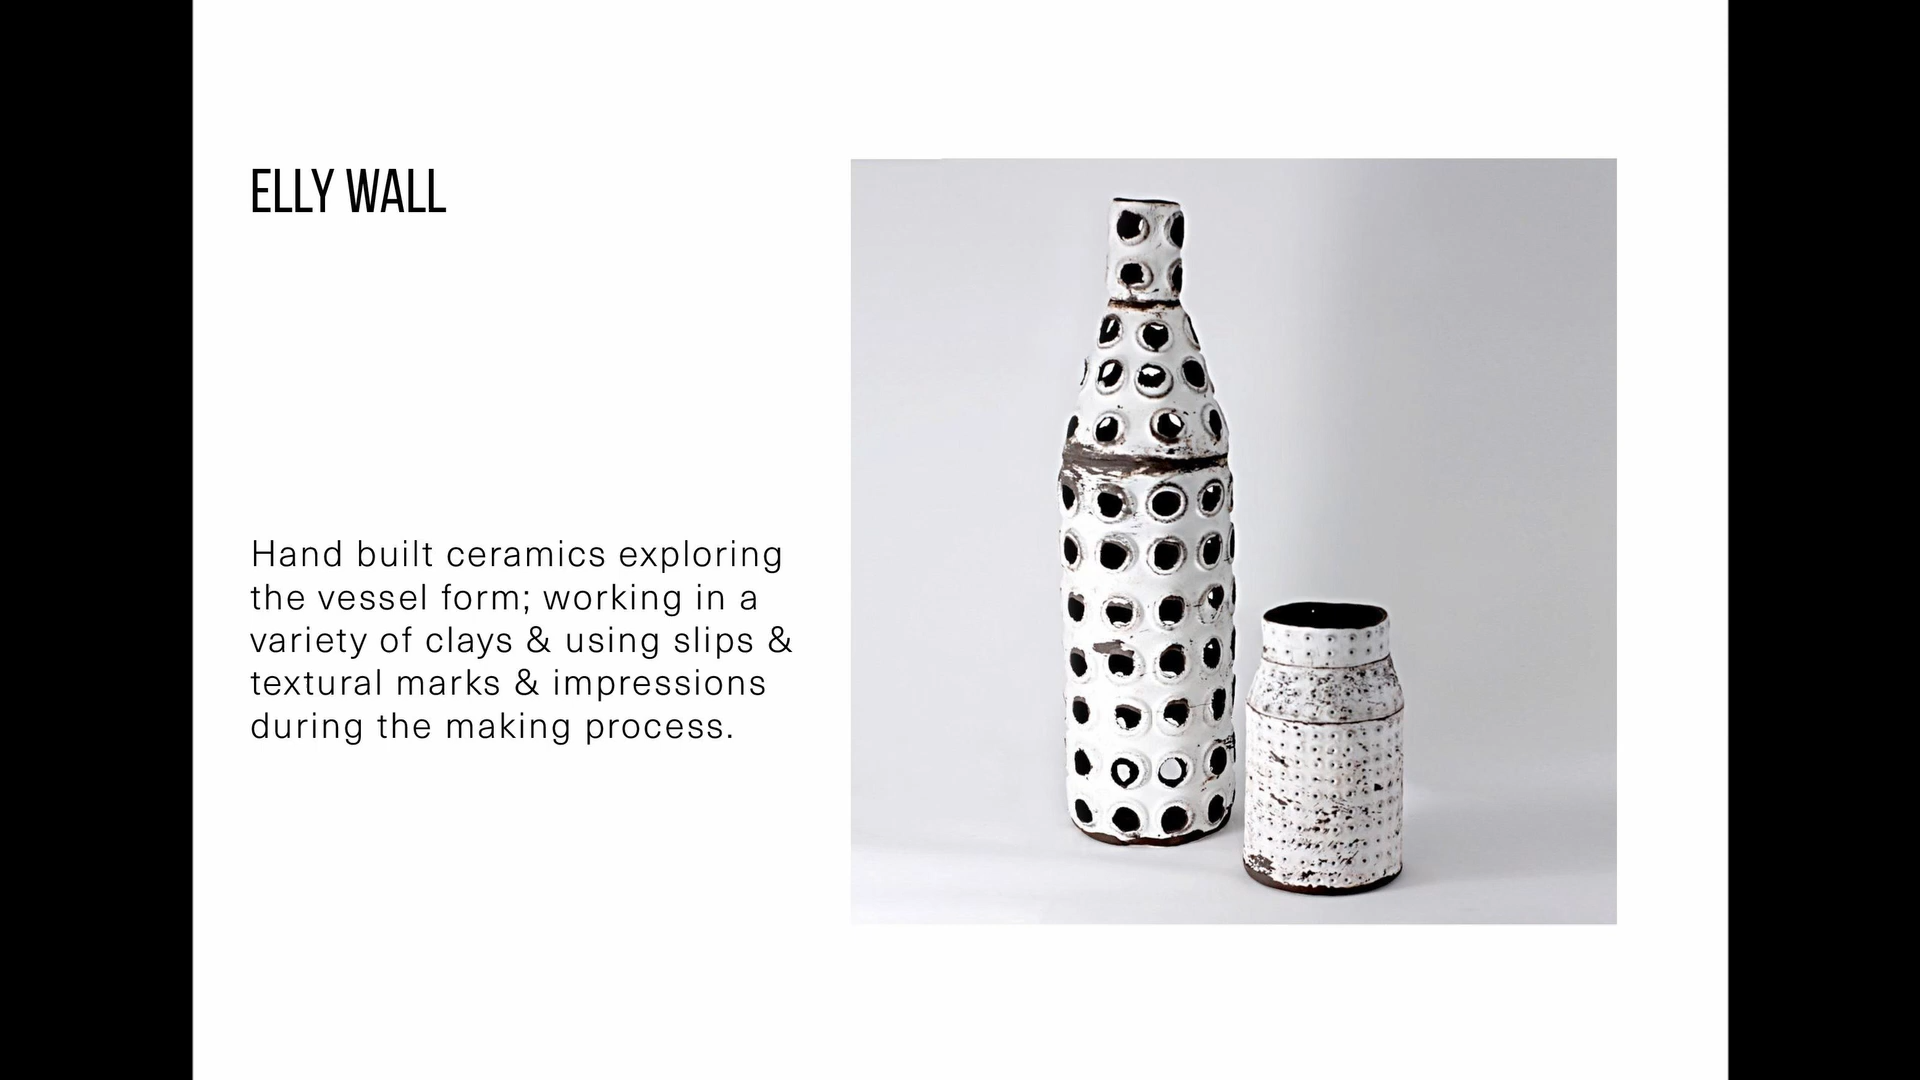 ELLY WALL
Hand built ceramics exploring
the vessel form; working in a
variety of clays & using slips &
textural marks & impressions
during the making process.